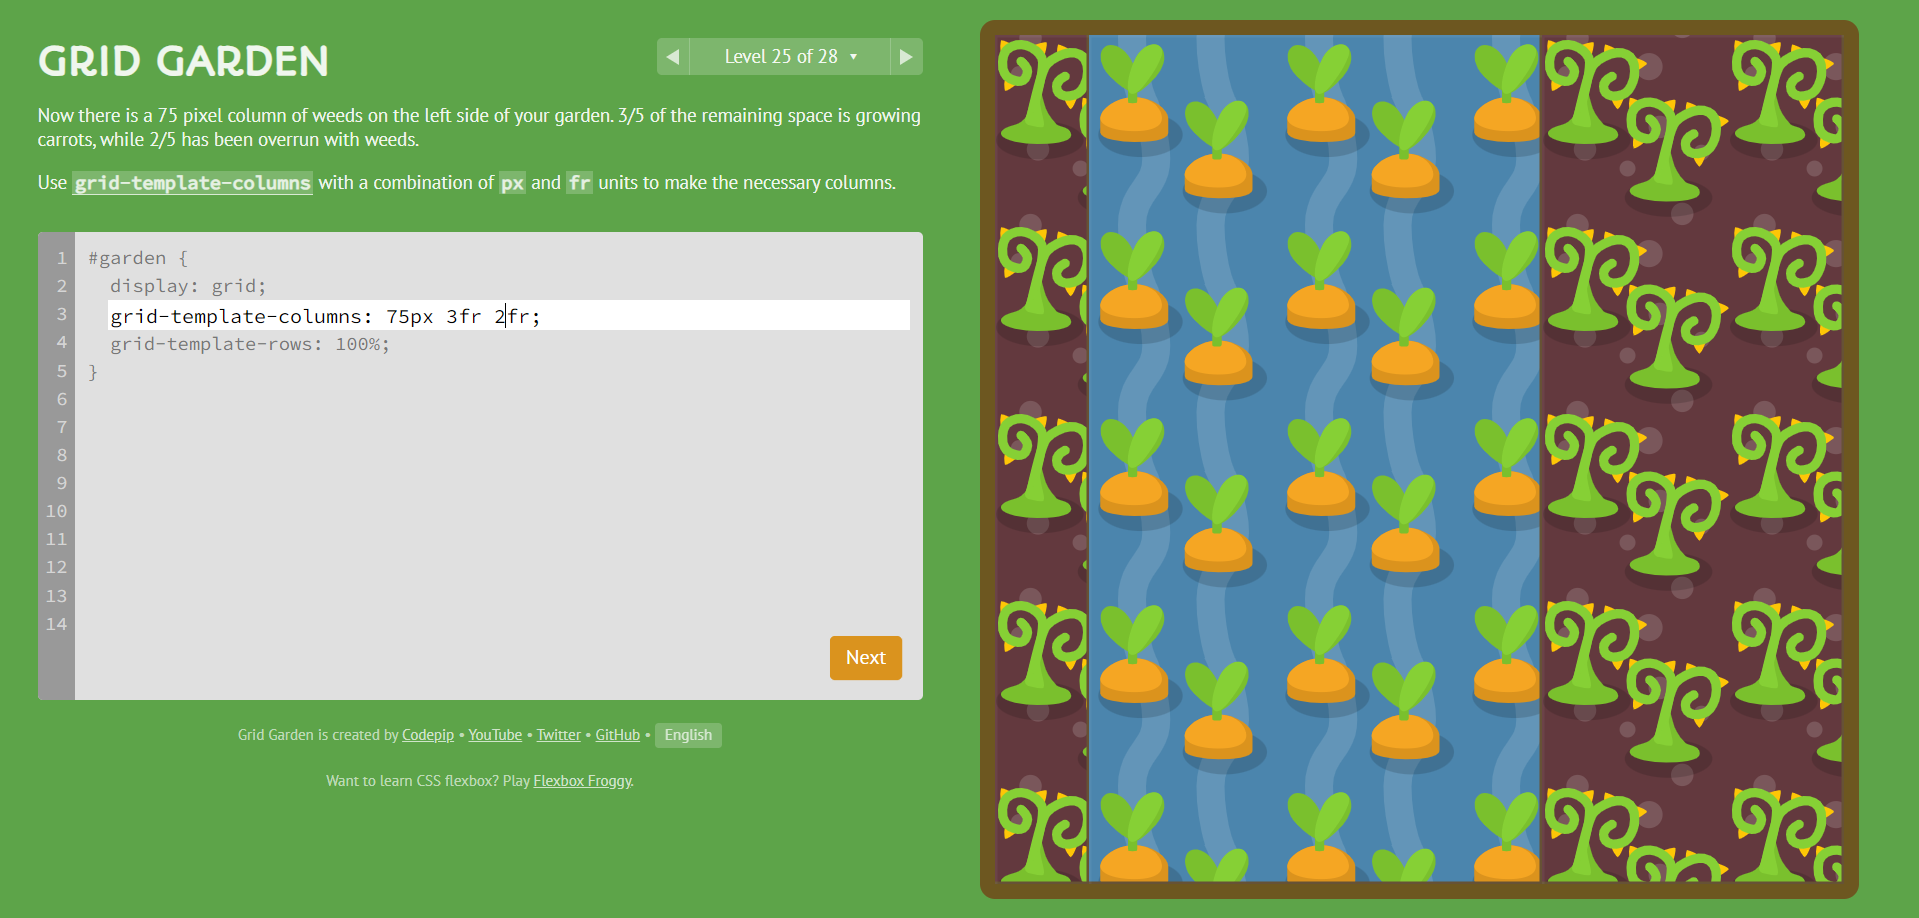 GRID GARDEN
Level 25 of 28
Now there is a 75 pixel column of weeds on the left side of your garden. 3/5 of the remaining space is growing
carrots, while 2/5 has been overrun with weeds.
Use grid-template-columns with a combination of px and fr units to make the necessary columns.
1 #garden {
2 display: grid;
3 grid-template-columns: 75px 3fr 2fr;
4 grid-template-rows: 100%;
5 }
6
7
8
9
10
11
12
13
14
Next
Grid Garden is created by Codepip • YouTube • Twitter • GitHub • English
Want to learn CSS flexbox? Play Flexbox Froggy.